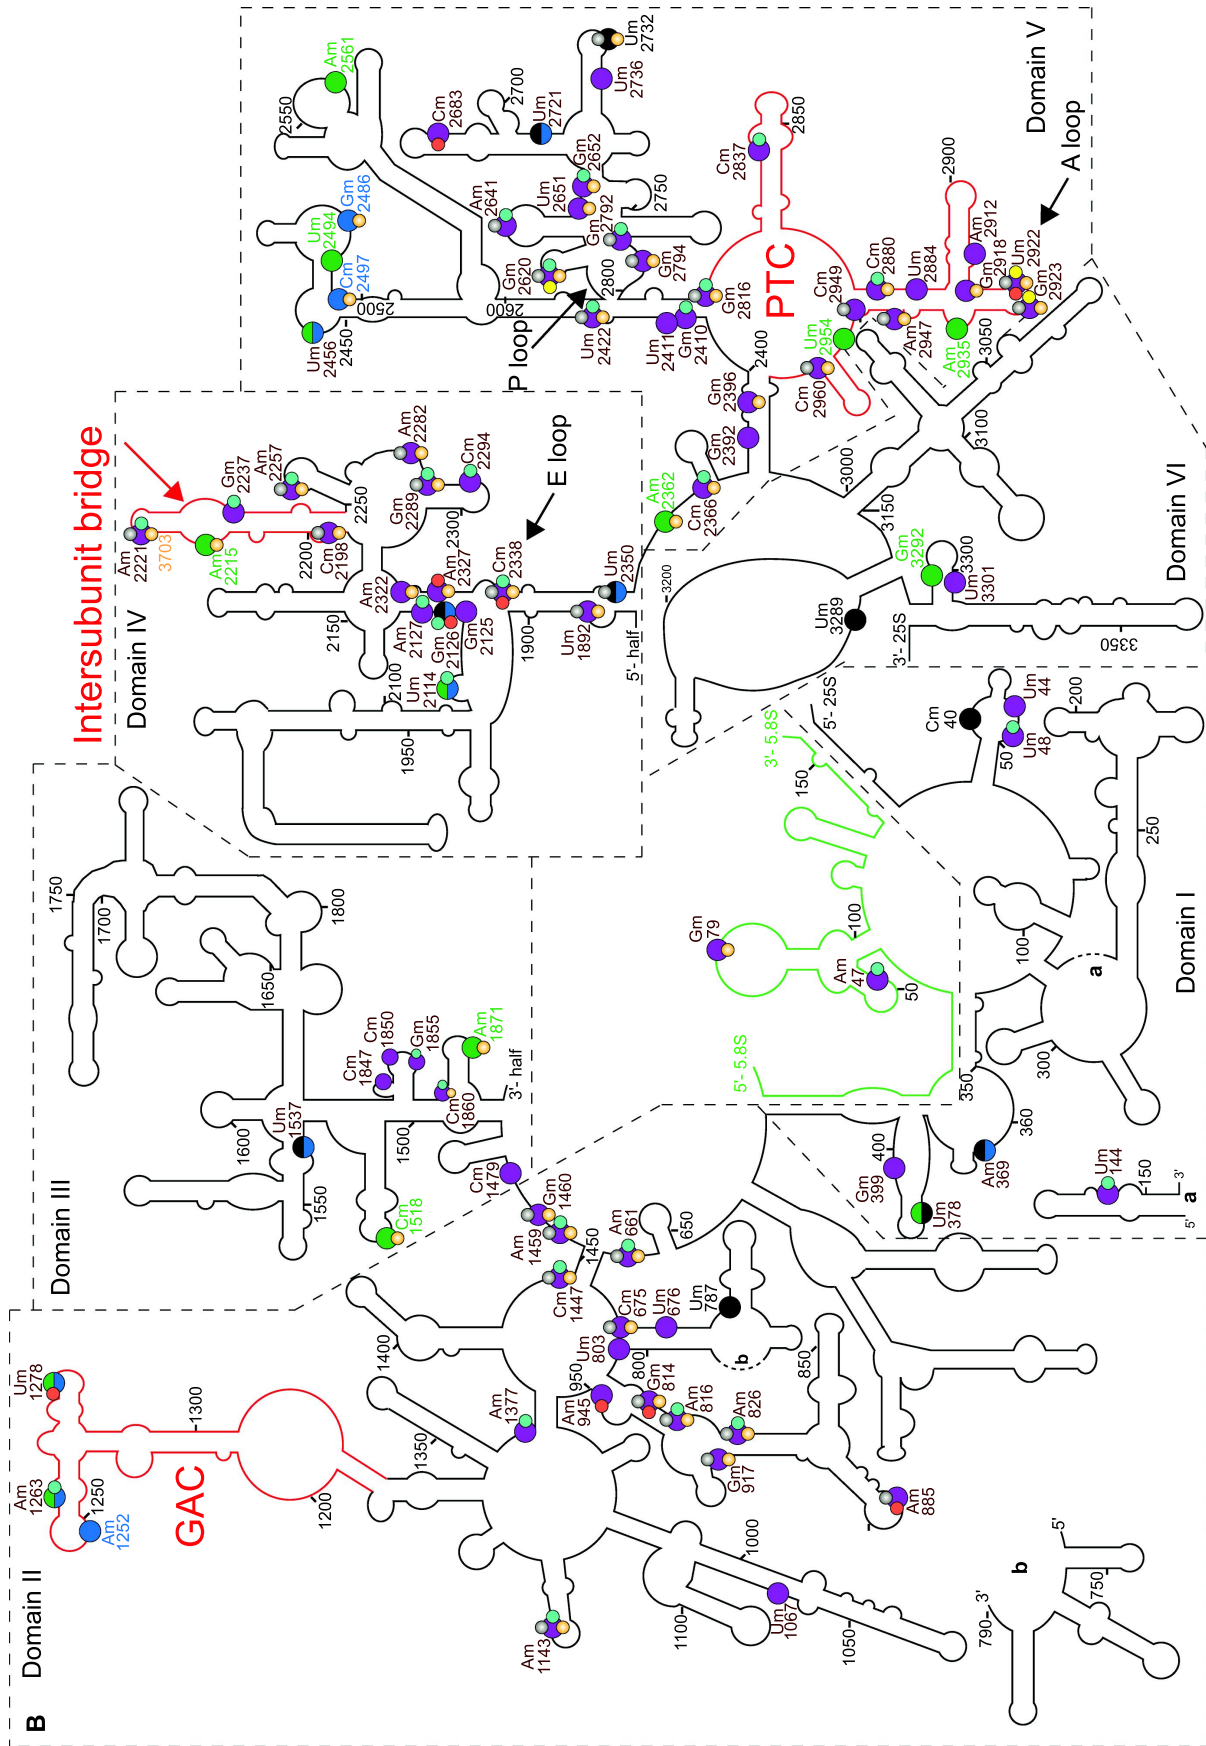 B
Domain II
Um
1278
Am
1263
1250
Am
1252
GAC
1300
1200
1400
1350
Am
1377
Am
1143
1100
Um
1067
1000
1050
790
3'
5'
b
750
Domain III
1750
1700
1800
1650
1600
Um
1537
1550
Cm
1518
1500
Cm
1847
Cm
1850
Gm
1855
Cm
1860
Am
1871
3'- half
Cm
1479
Gm
1460
Am
1459
1450
Cm
1447
Am
661
650
Cm
675
Um
676
Um
787
b
Um
803
800
950
Am
945
Gm
814
Am
816
Am
826
850
Gm
917
Am
885
Intersubunit bridge
Domain IV
Am
2221
3703
Am
2215
Gm
2237
Am
2257
2250
2200
Cm
2198
Am
2282
Gm
2289
Cm
2294
2300
E loop
Am
2322
Am
2327
Cm
2338
Um
2350
Am
2127
Gm
2126
Gm
2125
Um
2114
2150
2100
1950
1900
Um
1892
5'- half
Domain V
Am
2561
2550
Um
2494
Gm
2486
Cm
2497
Um
2456
2450
2500
2600
P loop
Cm
2683
2700
Um
2721
Um
2732
Um
2736
Gm
2652
Um
2651
Am
2641
Gm
2792
2750
Gm
2794
Gm
2620
2800
Um
2422
Um
2411
Gm
2410
Gm
2816
2400
Gm
2396
Gm
2392
Am
2362
Cm
2366
PTC
Cm
2837
2850
2900
Cm
2880
Um
2884
Am
2912
Gm
2918
Um
2922
Gm
2923
A loop
Cm
2949
Am
2947
Am
2935
Um
2954
Cm
2960
3000
3050
3100
3150
Domain VI
3200
Um
3289
Gm
3292
3300
Um
3301
3'- 25S
3350
5'- 25S
3'- 5.8S
150
Gm
79
100
Am
47
50
5'- 5.8S
Cm
40
Um
44
50
Um
48
200
250
100
a
Domain I
300
350
360
Am
369
400
Gm
399
Um
378
Um
144
150
5'
3'
a